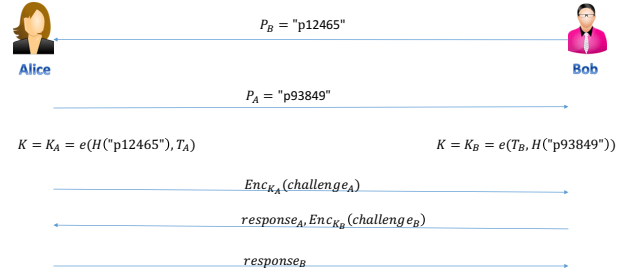 P_B = "p12465"
Alice
Bob
P_A = "p93849"
K = K_A = e(H("p12465"), T_A)
K = K_B = e(T_B, H("p93849"))
Enc_{K_A}(challenge_A)
response_A, Enc_{K_B}(challenge_B)
response_B